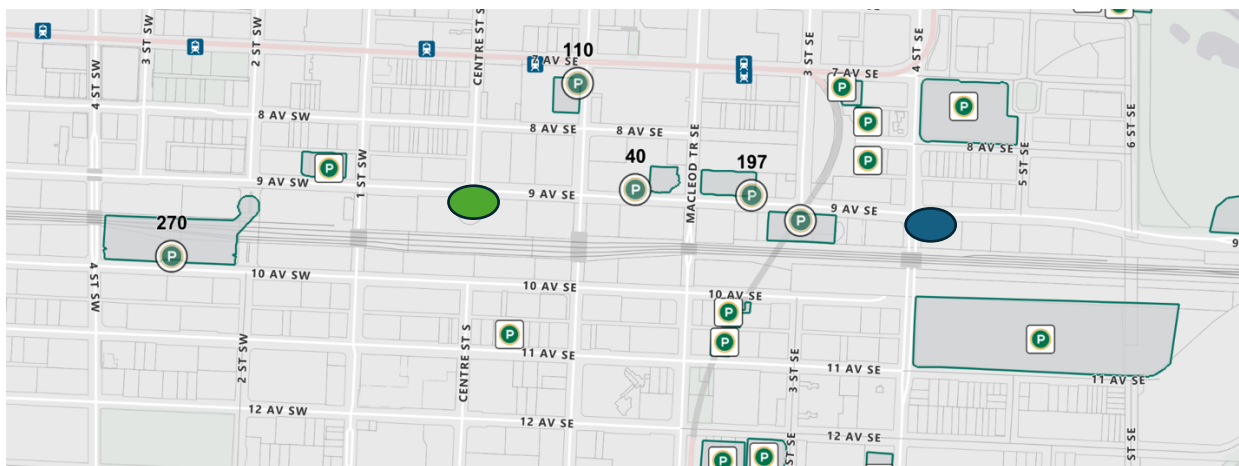 3 ST SW
2 ST SW
4 ST SW
CENTRE ST S
110
7 AV SE
3 ST SE
4 ST SE
7 AV SE
P
P
P
P
P
8 AV SW
8 AV SE
8 AV SE
MACLEOD TR SE
6 ST SE
8 AV SE
5 ST SE
P
9 AV SW
1 ST SW
40
P
197
P
P
9 AV SE
9 AV SE
P
270
P
9
4 ST SW
10 AV SW
10 AV SE
10 AV SE
P
P
P
P
2 ST SW
CENTRE ST S
11 AV SE
3 ST SE
11 AV SE
11 AV SE
12 AV SW
12 AV SE
12 AV SE
ST SE
ST SE
P
P